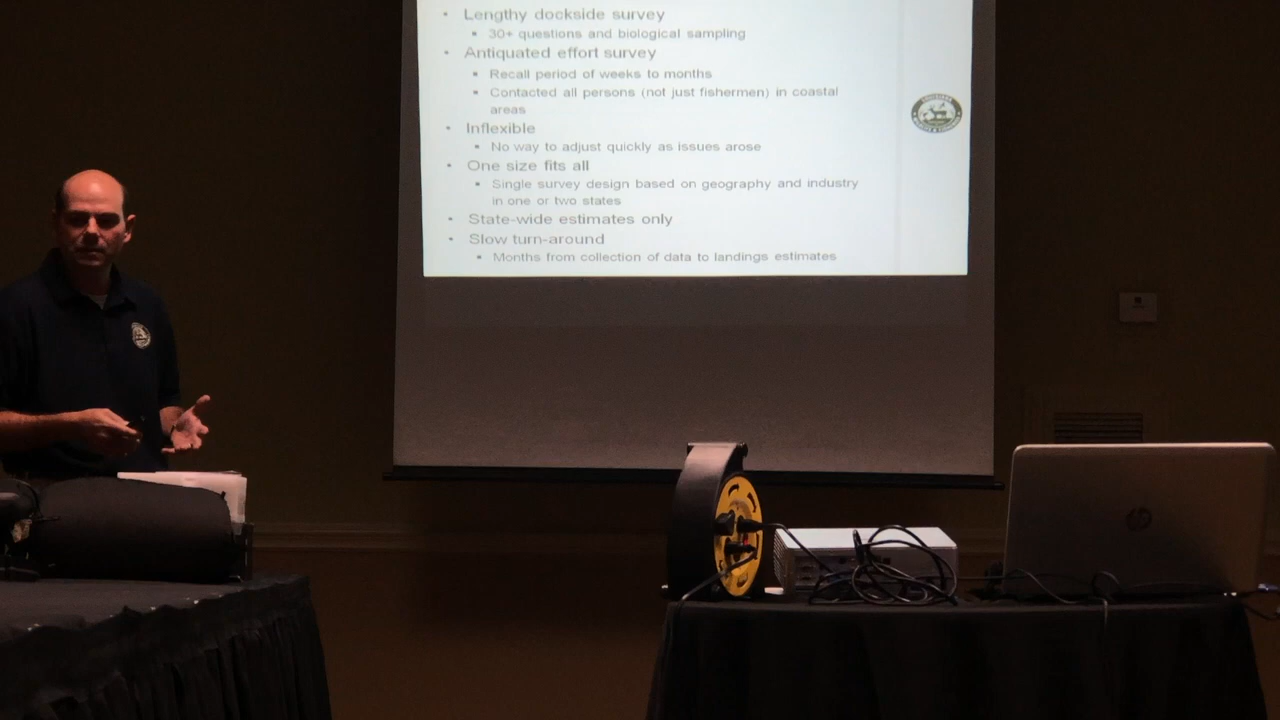 • Lengthy dockside survey
▪ 30+ questions and biological sampling
• Antiquated effort survey
▪ Recall period of weeks to months
▪ Contacted all persons (not just fishermen) in coastal
areas
• Inflexible
▪ No way to adjust quickly as issues arose
• One size fits all
▪ Single survey design based on geography and industry
in one or two states
• State-wide estimates only
• Slow turn-around
▪ Months from collection of data to landings estimates
LOUISIANA
hp